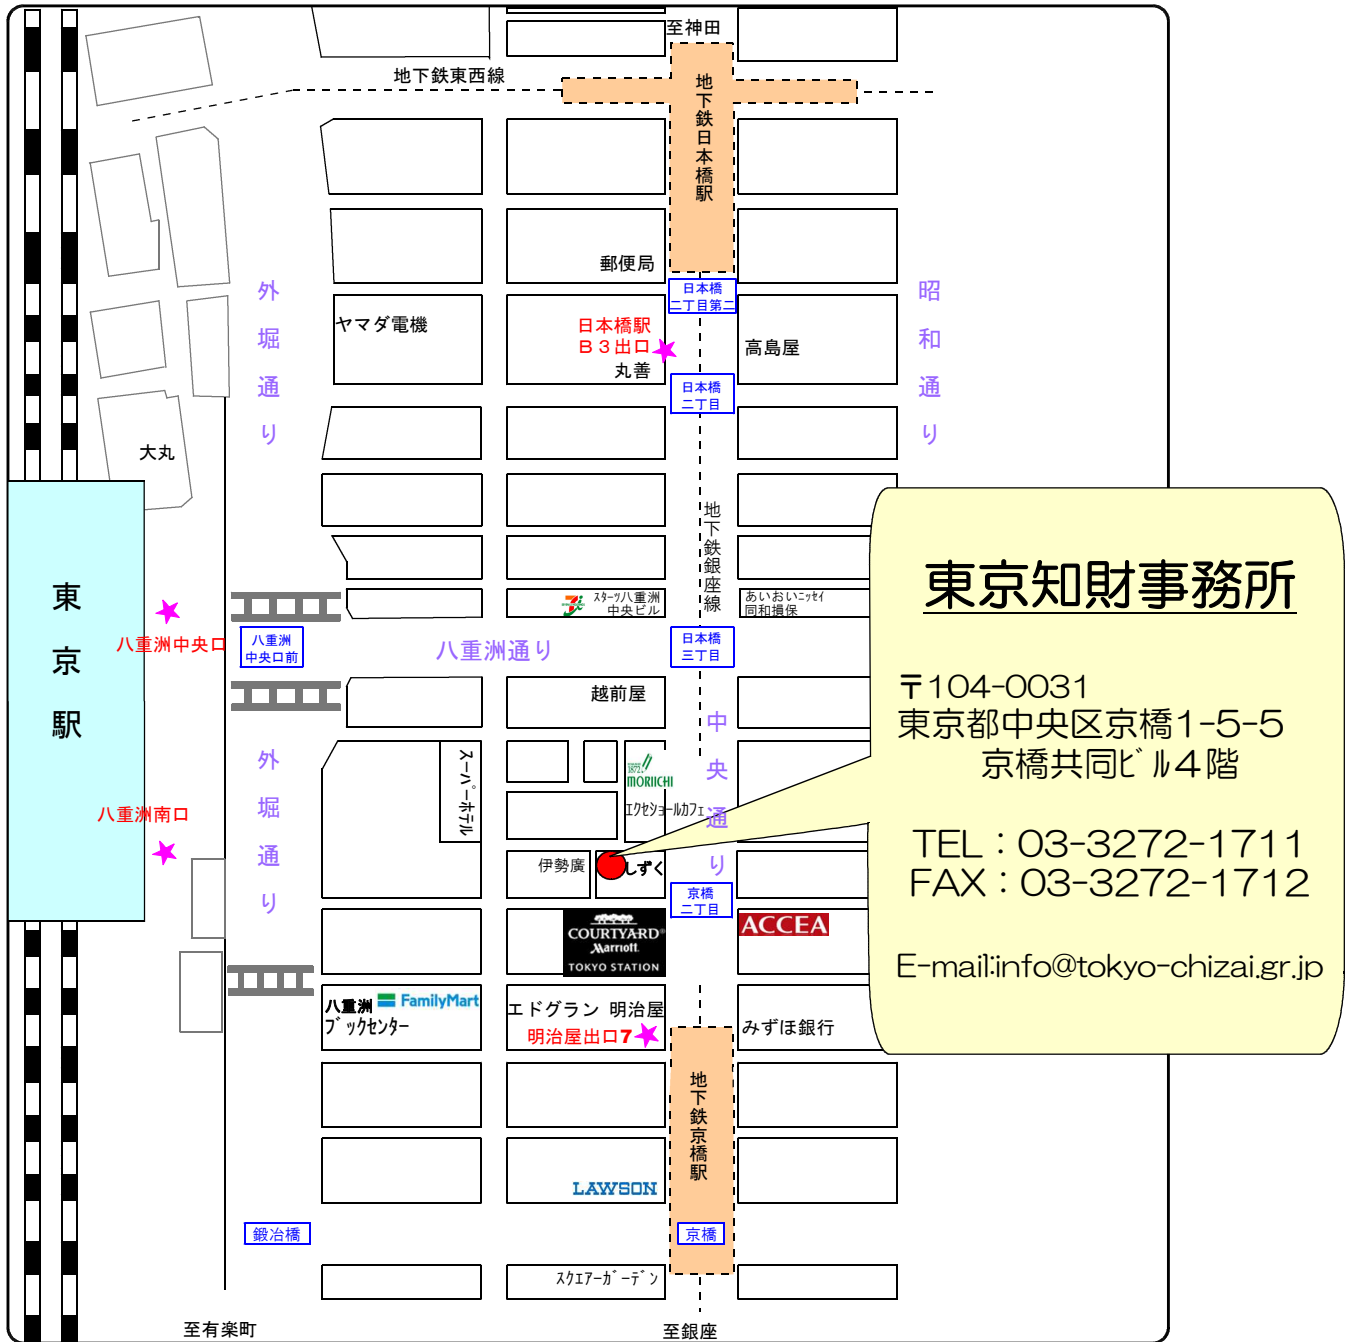 至神田
地下鉄東西線
地下鉄日本橋駅
郵便局
日本橋
二丁目第二
外堀通り
昭和通り
ヤマダ電機
日本橋駅
B3出口
丸善
高島屋
日本橋
二丁目
大丸
地下鉄銀座線
東京駅
八重洲中央口
スターツ八重洲
中央ビル
あいおいニッセイ
同和損保
八重洲
中央口前
八重洲通り
日本橋
三丁目
越前屋
中央通り
外堀通り
スーパーホテル
1872
MORIICHI
エクセショールカフェ
八重洲南口
伊勢廣
しずく
京橋
二丁目
COURTYARD®
Marriott
TOKYO STATION
ACCEA
八重洲
ブックセンター
FamilyMart
エドグラン 明治屋
明治屋出口7
みずほ銀行
地下鉄京橋駅
LAWSON
鍛冶橋
京橋
スクエアーガーデン
至有楽町
至銀座
東京知財事務所
〒104-0031
東京都中央区京橋1-5-5
京橋共同ビル4階
TEL：03-3272-1711
FAX：03-3272-1712
E-mail:info@tokyo-chizai.gr.jp